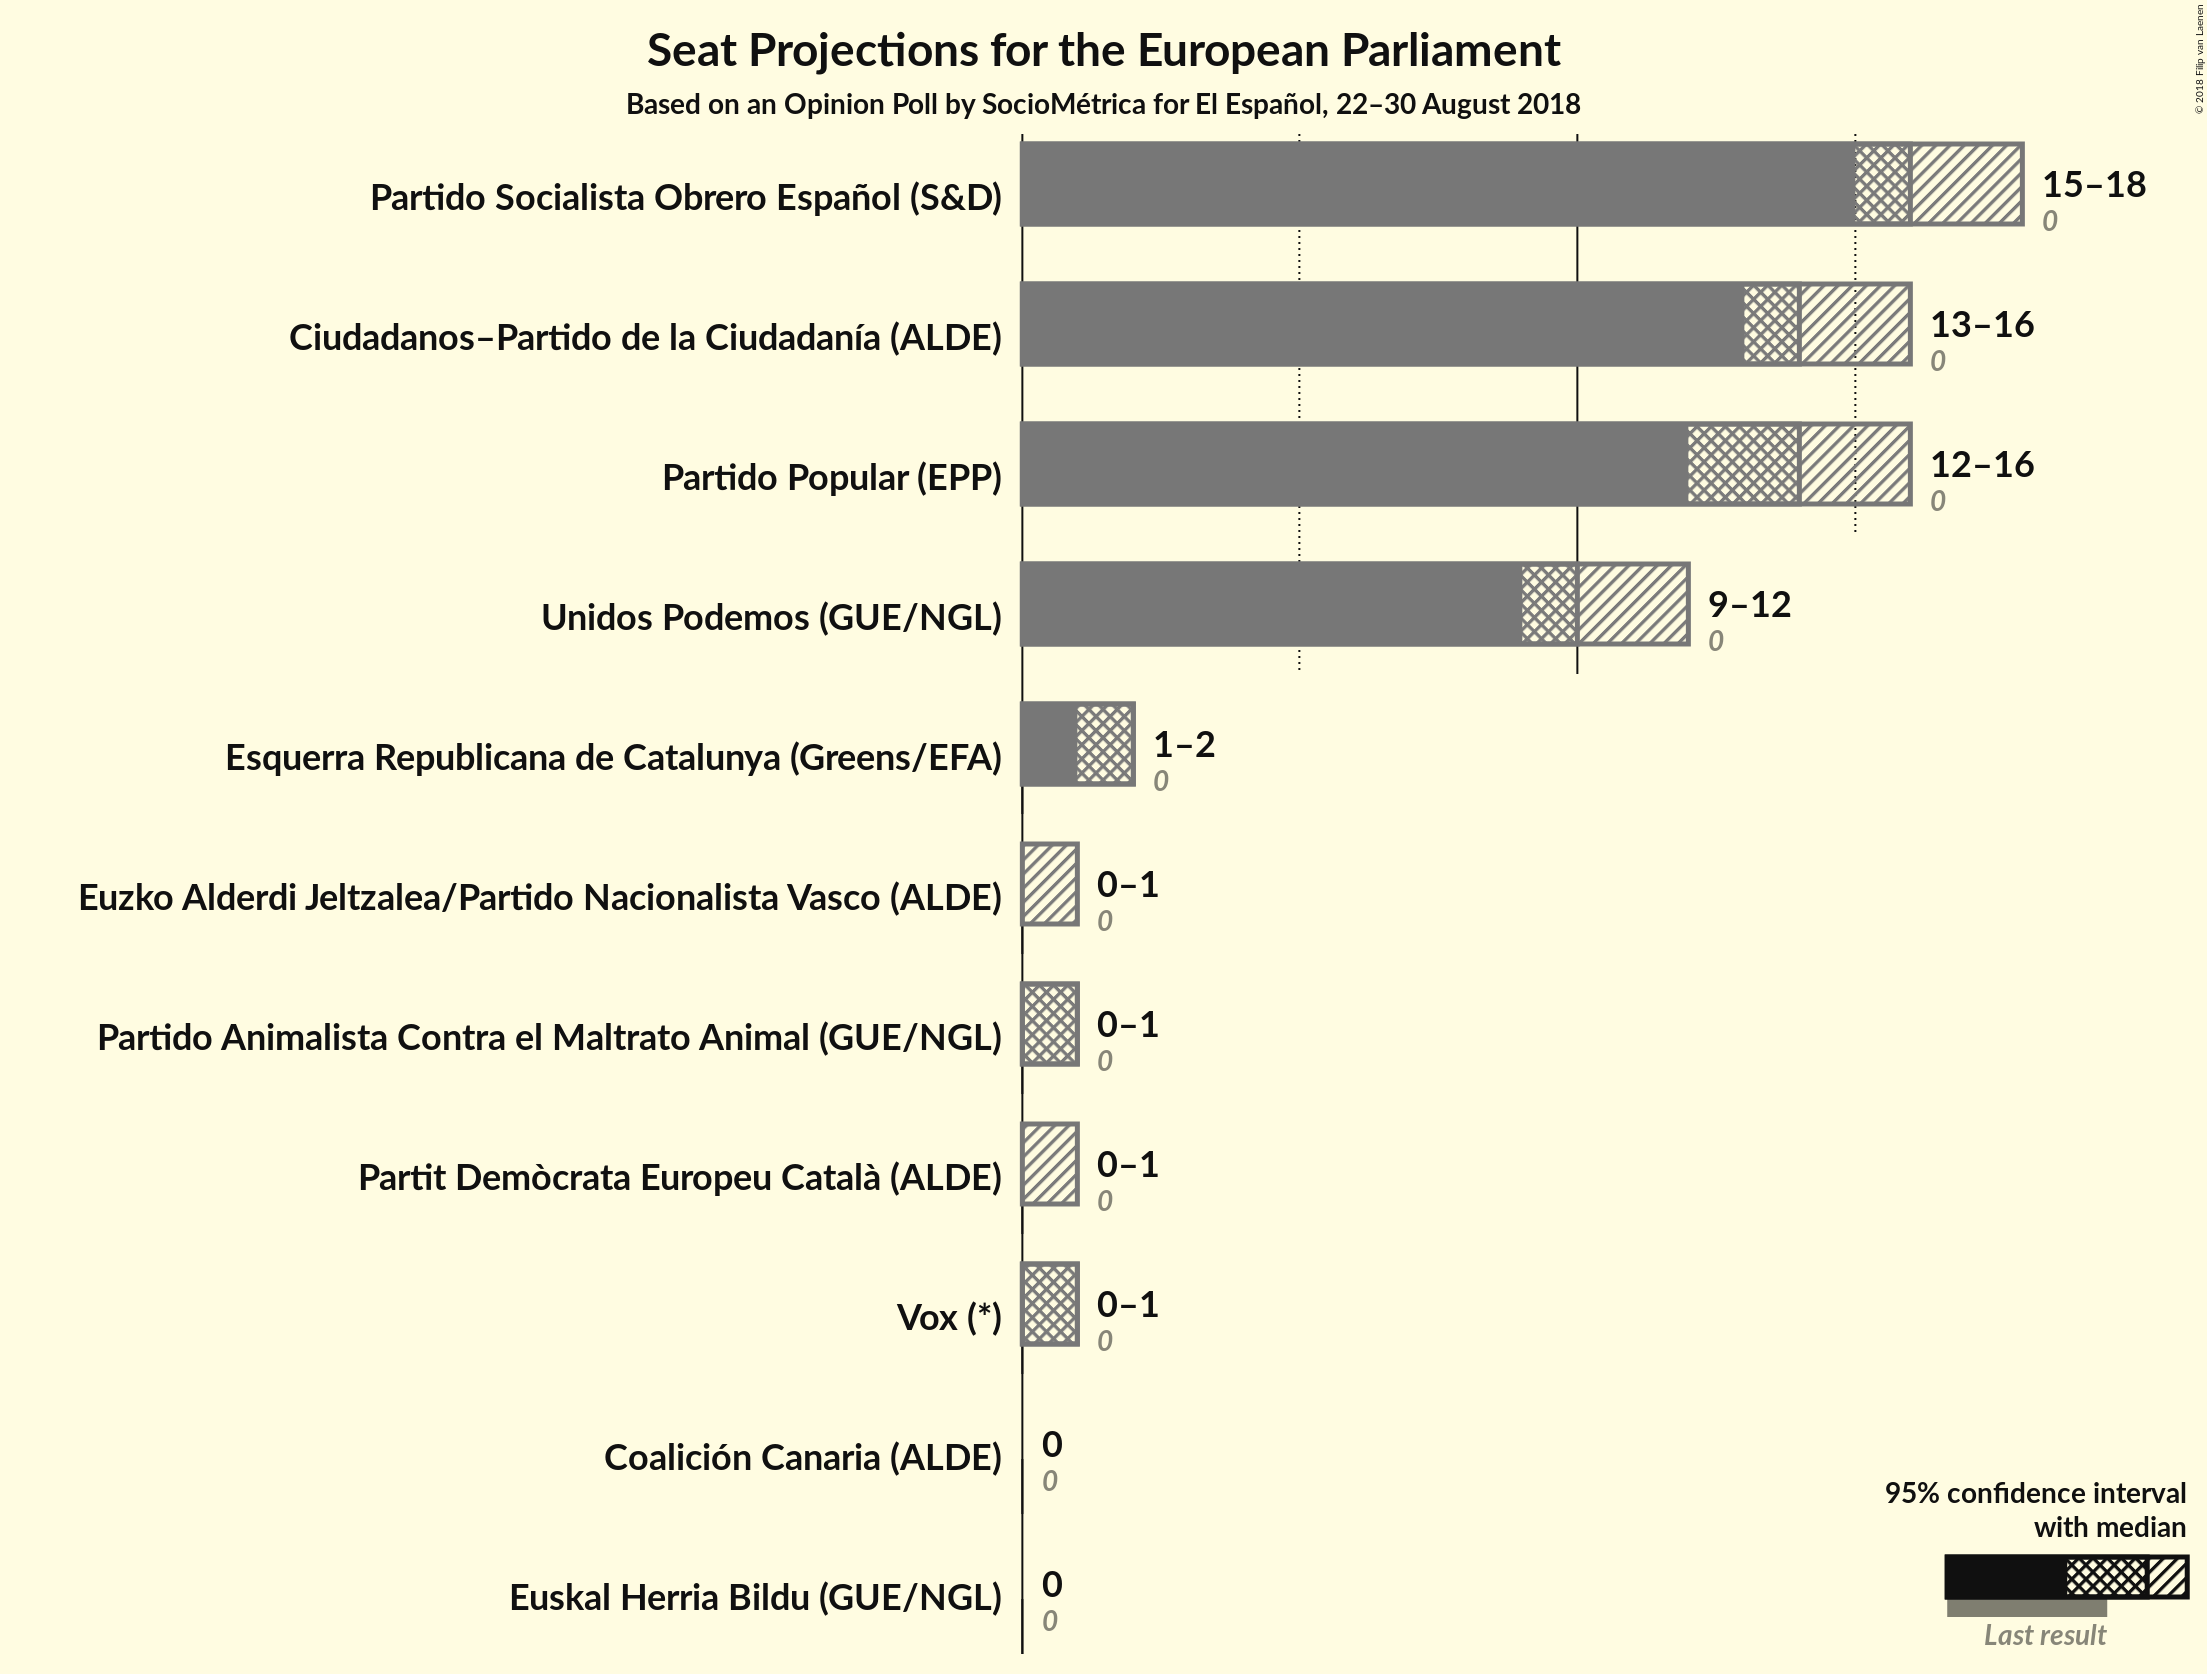 Seat Projections for the European Parliament
Based on an Opinion Poll by SocioMétrica for El Español, 22–30 August 2018
© 2018 Filip van Laenen
Partido Socialista Obrero Español (S&D)
15–18
0
Ciudadanos–Partido de la Ciudadanía (ALDE)
13–16
0
Partido Popular (EPP)
12–16
0
Unidos Podemos (GUE/NGL)
9–12
0
Esquerra Republicana de Catalunya (Greens/EFA)
1–2
0
Euzko Alderdi Jeltzalea/Partido Nacionalista Vasco (ALDE)
0–1
0
Partido Animalista Contra el Maltrato Animal (GUE/NGL)
0–1
0
Partit Demòcrata Europeu Català (ALDE)
0–1
0
Vox (*)
0–1
0
Coalición Canaria (ALDE)
0
0
Euskal Herria Bildu (GUE/NGL)
0
0
95% confidence interval
with median
Last result